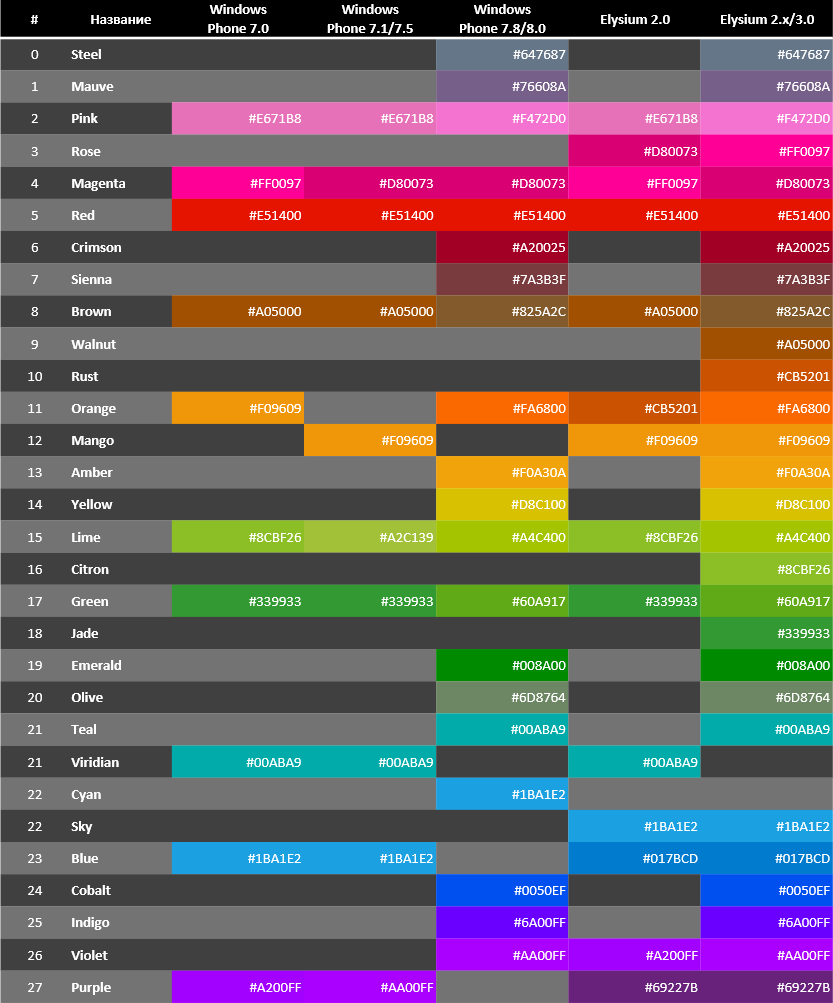 # Название Windows Phone 7.0 Windows Phone 7.1/7.5 Windows Phone 7.8/8.0 Elysium 2.0 Elysium 2.x/3.0
0 Steel #647687 #647687
1 Mauve #76608A #76608A
2 Pink #E671B8 #E671B8 #F472D0 #E671B8 #F472D0
3 Rose #D80073 #FF0097
4 Magenta #FF0097 #D80073 #D80073 #FF0097 #D80073
5 Red #E51400 #E51400 #E51400 #E51400 #E51400
6 Crimson #A20025 #A20025
7 Sienna #7A3B3F #7A3B3F
8 Brown #A05000 #A05000 #825A2C #A05000 #825A2C
9 Walnut #A05000
10 Rust #CB5201
11 Orange #F09609 #FA6800 #CB5201 #FA6800
12 Mango #F09609 #F09609 #F09609
13 Amber #F0A30A #F0A30A
14 Yellow #D8C100 #D8C100
15 Lime #8CBF26 #A2C139 #A4C400 #8CBF26 #A4C400
16 Citron #8CBF26
17 Green #339933 #339933 #60A917 #339933 #60A917
18 Jade #339933
19 Emerald #008A00 #008A00
20 Olive #6D8764 #6D8764
21 Teal #00ABA9 #00ABA9
21 Viridian #00ABA9 #00ABA9 #00ABA9
22 Cyan #1BA1E2
22 Sky #1BA1E2 #1BA1E2
23 Blue #1BA1E2 #1BA1E2 #017BCD #017BCD
24 Cobalt #0050EF #0050EF
25 Indigo #6A00FF #6A00FF
26 Violet #AA00FF #A200FF #AA00FF
27 Purple #A200FF #AA00FF #69227B #69227B